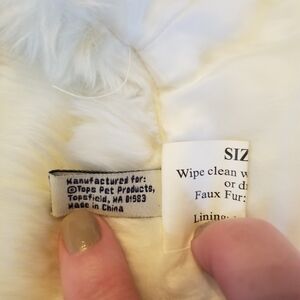 Manufactured for:
©Tops Pet Products,
Topsfield, MA 01983
Made in China
SIZ
Wipe clean w
or d
Faux Fur:
Lining: